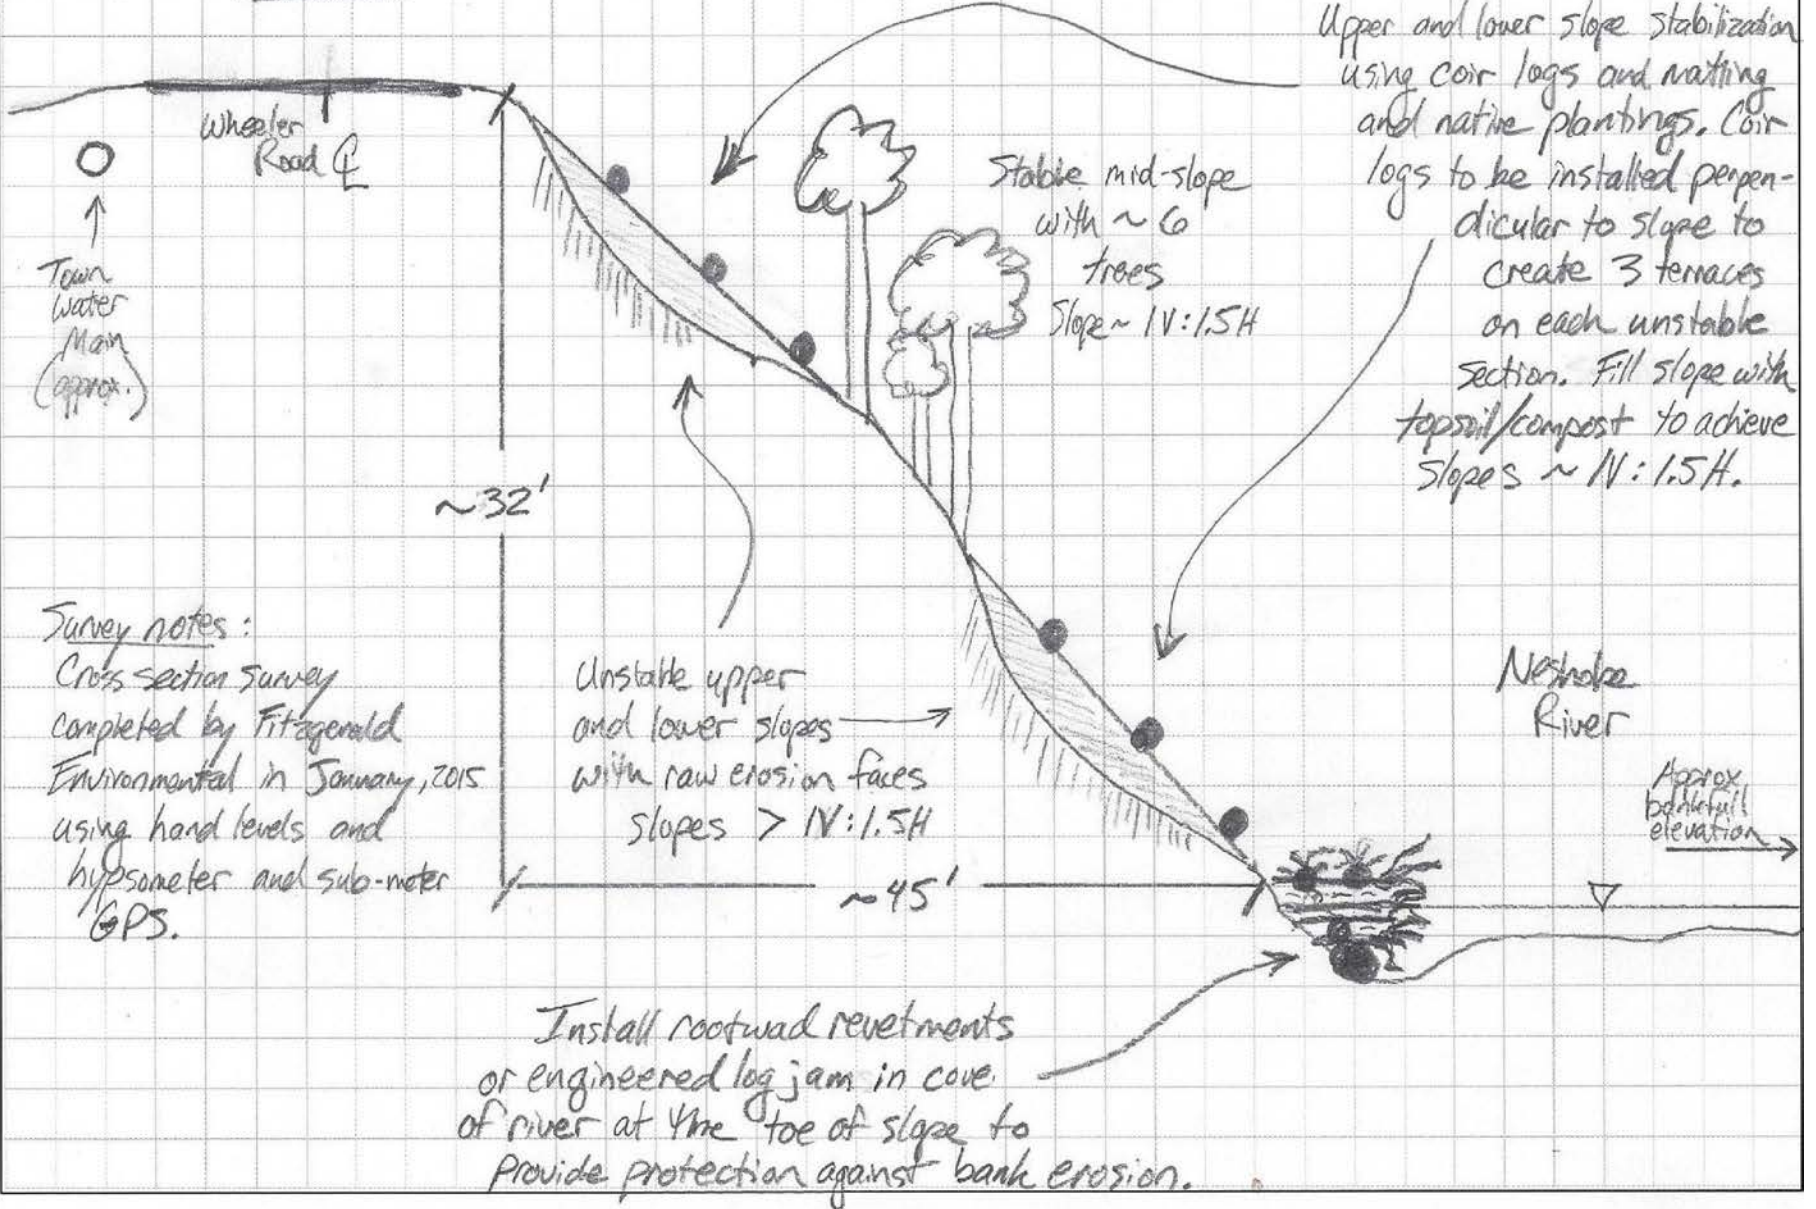 Upper and lower slope stabilization
using coir logs and matting
and native plantings. Coir
logs to be installed perpen-
dicular to slope to
create 3 terraces
on each unstable
section. Fill slope with
topsoil/compost to achieve
slopes ~ 1V:1.5H.
Wheeler
Road ℄
Town
Water
Main
(approx.)
Stable mid-slope
with ~ 6
trees
Slope ~ 1V:1.5H
~32'
Survey notes:
Cross section survey
completed by Fitzgerald
Environmental in January, 2015
using hand levels and
hypsometer and sub-meter
GPS.
Unstable upper
and lower slopes
with raw erosion faces
slopes > 1V:1.5H
Neshobe
River
Approx
bankfull
elevation
~45'
Install rootwad revetments
or engineered log jam in cove
of river at the toe of slope to
provide protection against bank erosion.